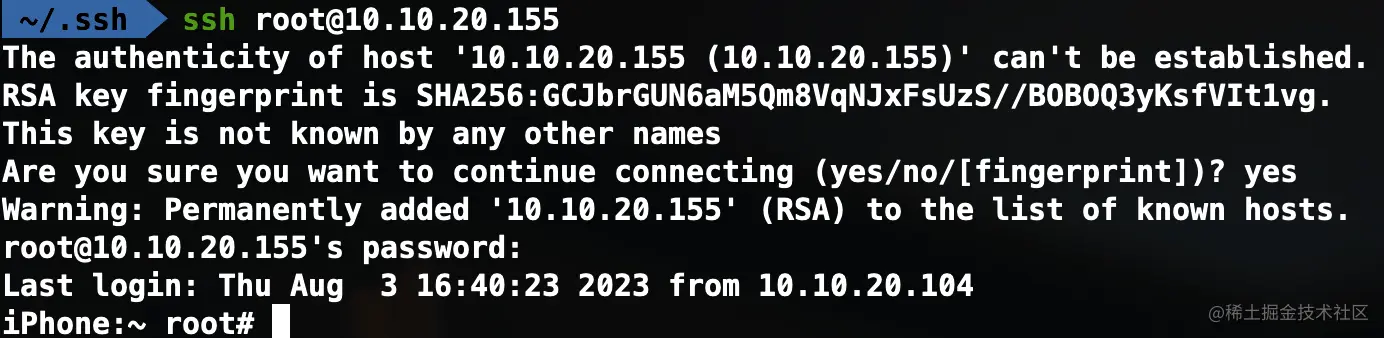 ~/.ssh ssh root@10.10.20.155
The authenticity of host '10.10.20.155 (10.10.20.155)' can't be established.
RSA key fingerprint is SHA256:GCJbrGUN6aM5Qm8VqNJxFsUzS//BOBOQ3yKsfVIt1vg.
This key is not known by any other names
Are you sure you want to continue connecting (yes/no/[fingerprint])? yes
Warning: Permanently added '10.10.20.155' (RSA) to the list of known hosts.
root@10.10.20.155's password:
Last login: Thu Aug  3 16:40:23 2023 from 10.10.20.104
iPhone:~ root#
@稀土掘金技术社区